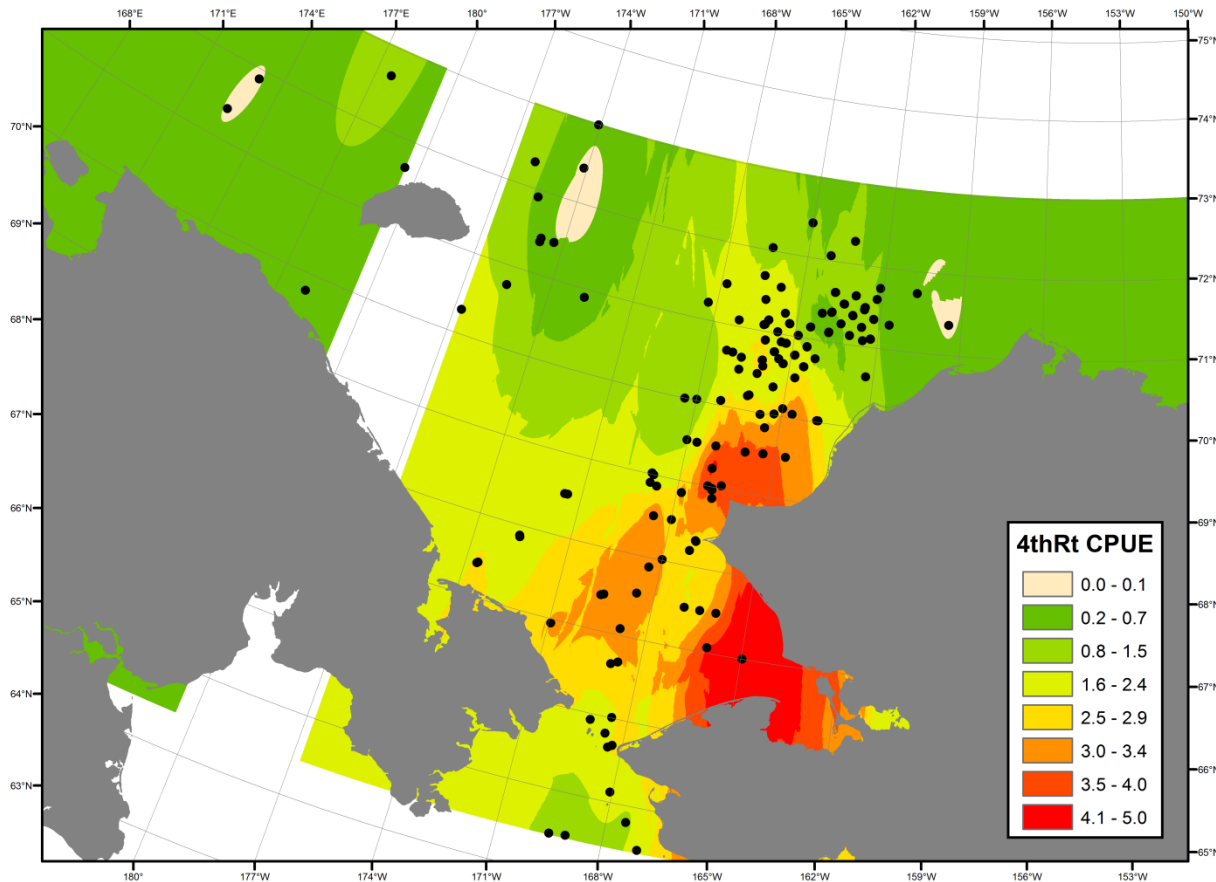 168°E 171°E 174°E 177°E 180° 177°W 174°W 168°W 165°W 162°W 159°W 156°W 153°W 150°W
75°N
74°N
70°N
73°N
69°N
72°N
68°N
71°N
67°N
70°N
66°N
69°N
65°N
68°N
64°N
67°N
63°N
66°N
65°N
4thRt CPUE
0.0 - 0.1
0.2 - 0.7
0.8 - 1.5
1.6 - 2.4
2.5 - 2.9
3.0 - 3.4
3.5 - 4.0
4.1 - 5.0
180° 177°W 174°W 171°W 168°W 165°W 162°W 159°W 156°W 153°W